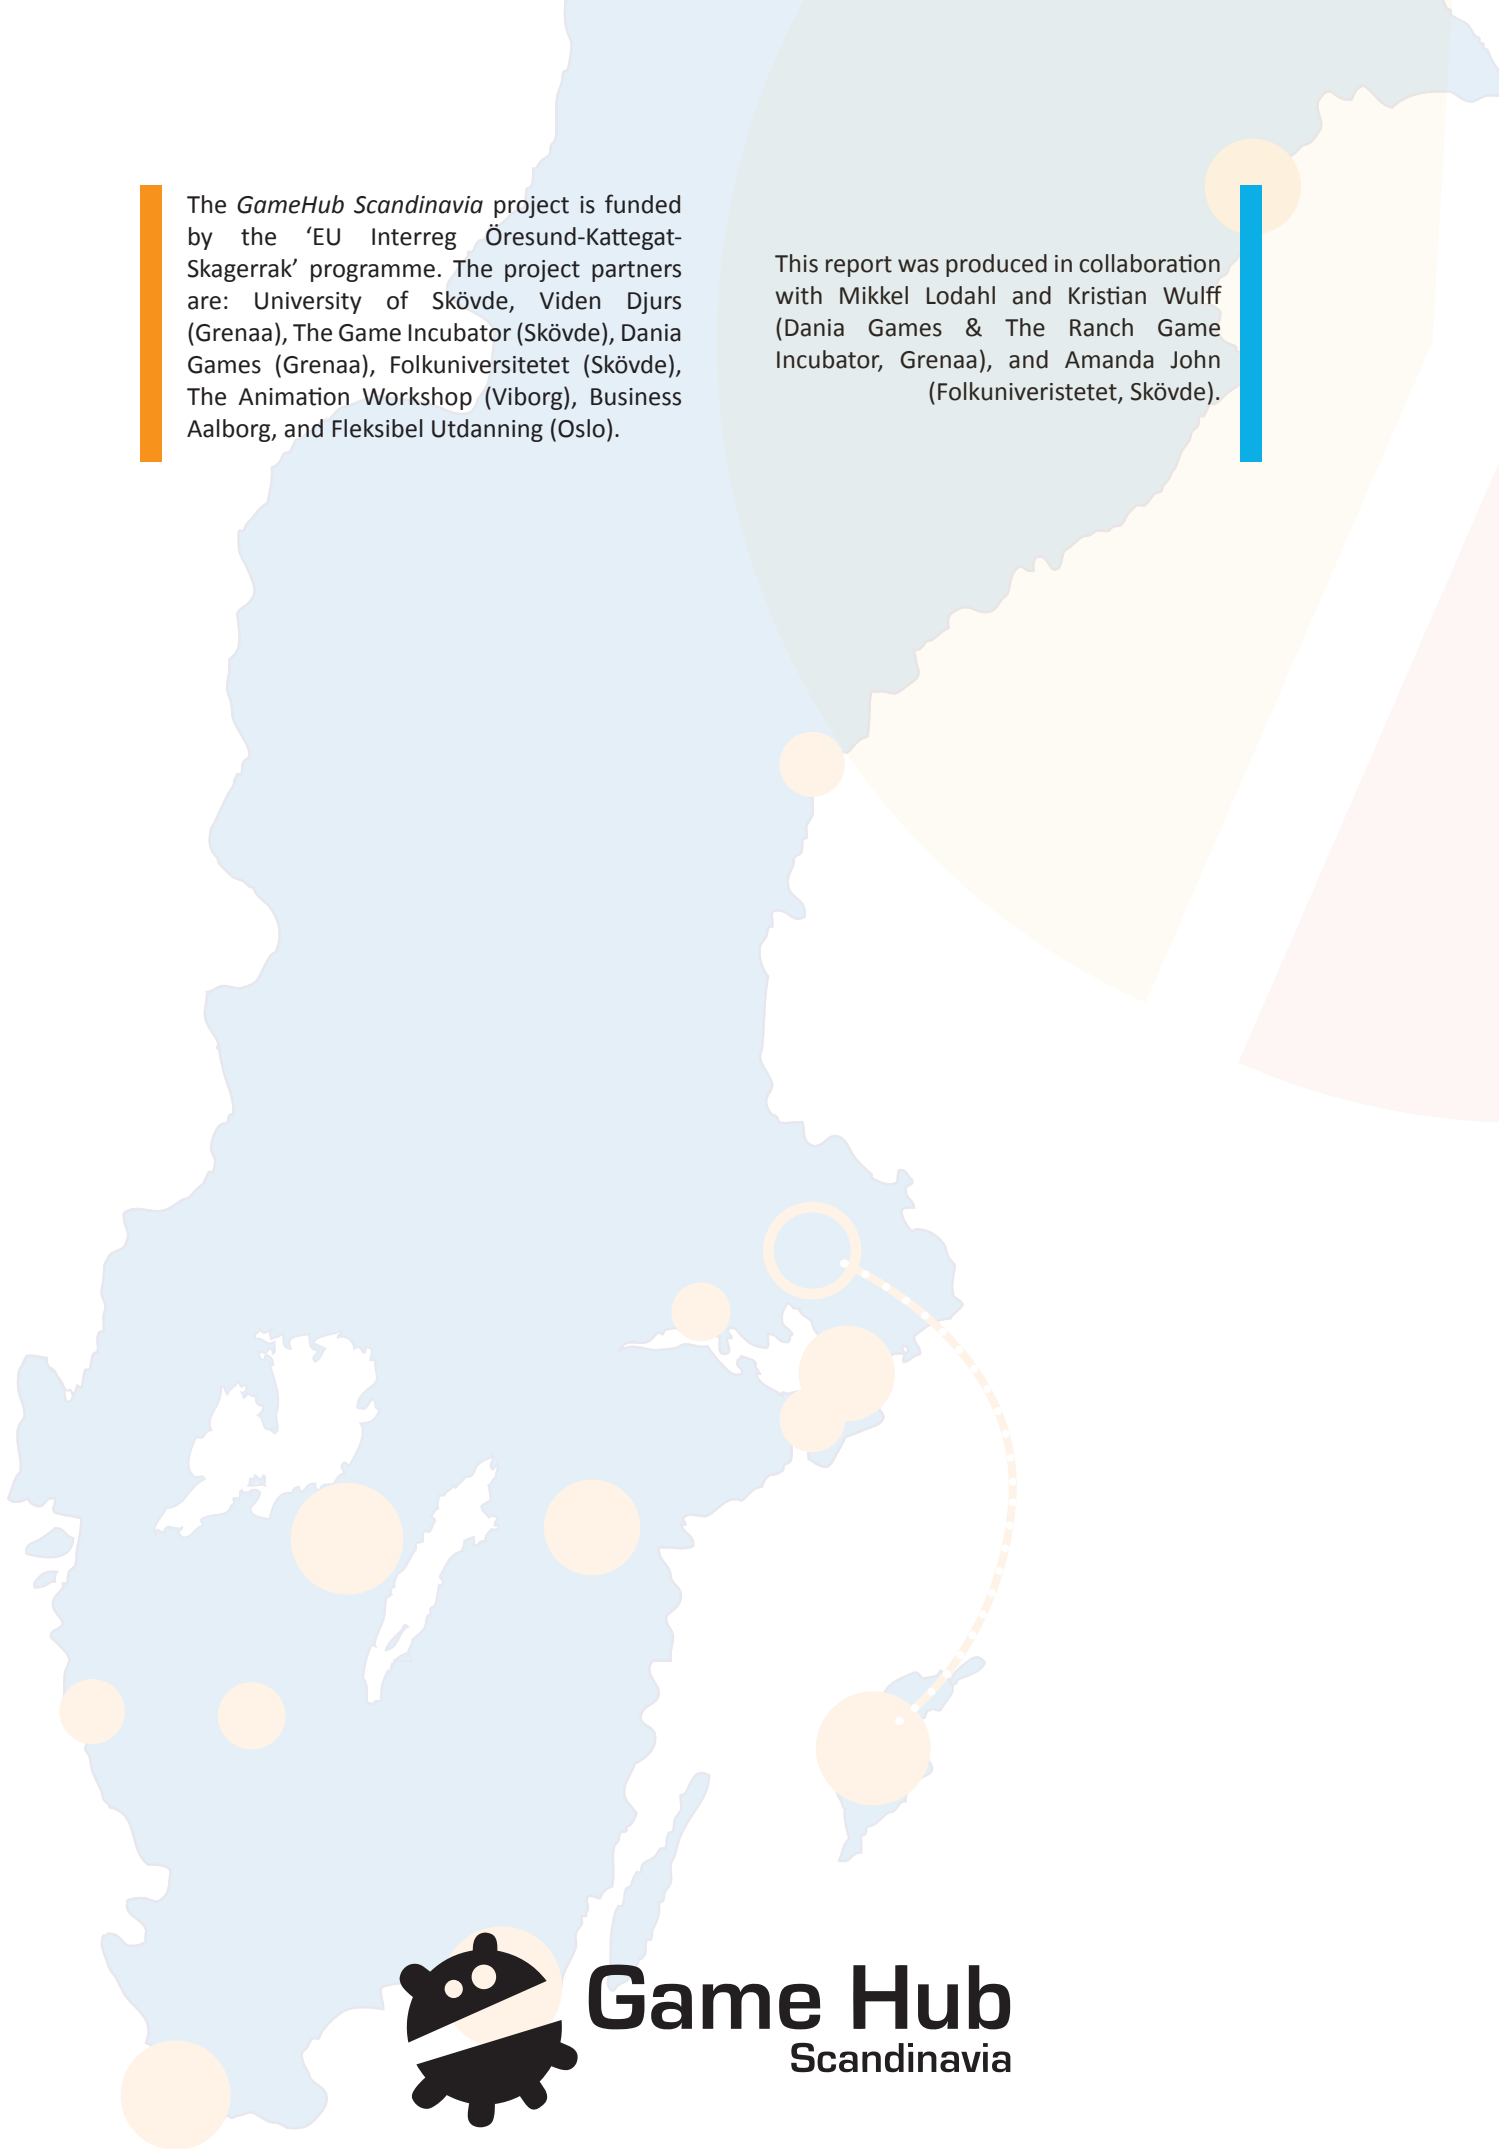 The GameHub Scandinavia project is funded
by the ‘EU Interreg Öresund-Kattegat-
Skagerrak’ programme. The project partners
are: University of Skövde, Viden Djurs
(Grenaa), The Game Incubator (Skövde), Dania
Games (Grenaa), Folkuniversitetet (Skövde),
The Animation Workshop (Viborg), Business
Aalborg, and Fleksibel Utdanning (Oslo).
This report was produced in collaboration
with Mikkel Lodahl and Kristian Wulff
(Dania Games & The Ranch Game
Incubator, Grenaa), and Amanda John
(Folkuniveristetet, Skövde).
Game Hub
Scandinavia